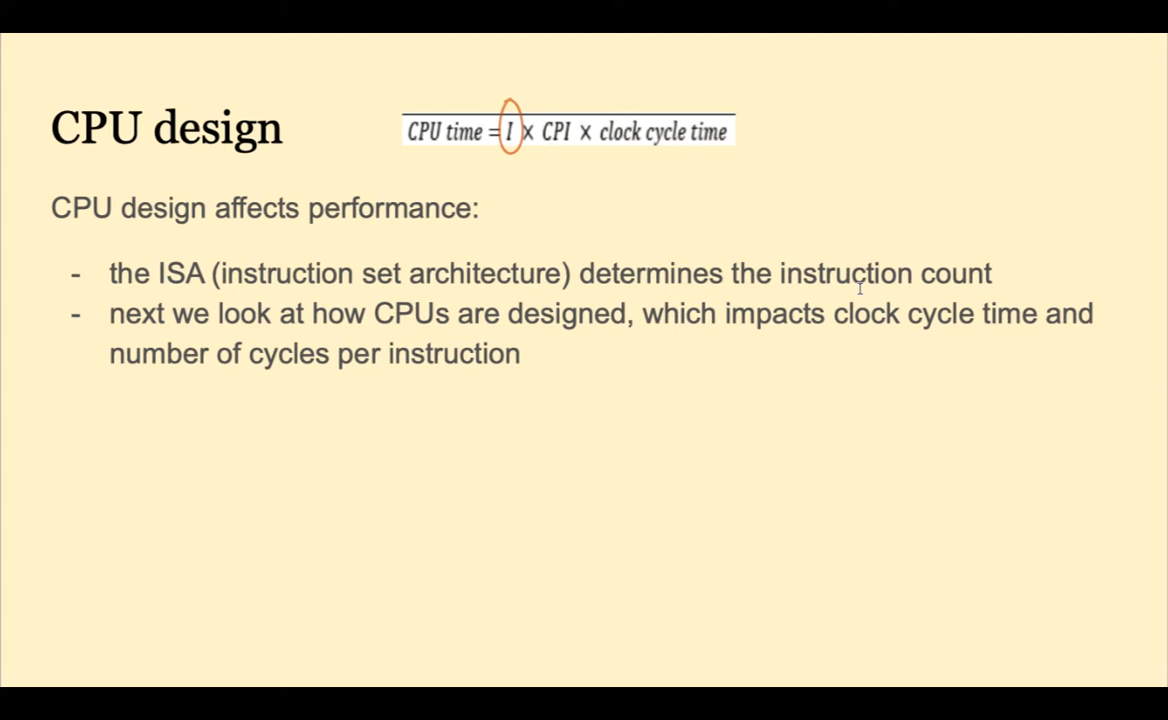 CPU design
CPU time = I × CPI × clock cycle time
CPU design affects performance:
- the ISA (instruction set architecture) determines the instruction count
- next we look at how CPUs are designed, which impacts clock cycle time and
number of cycles per instruction